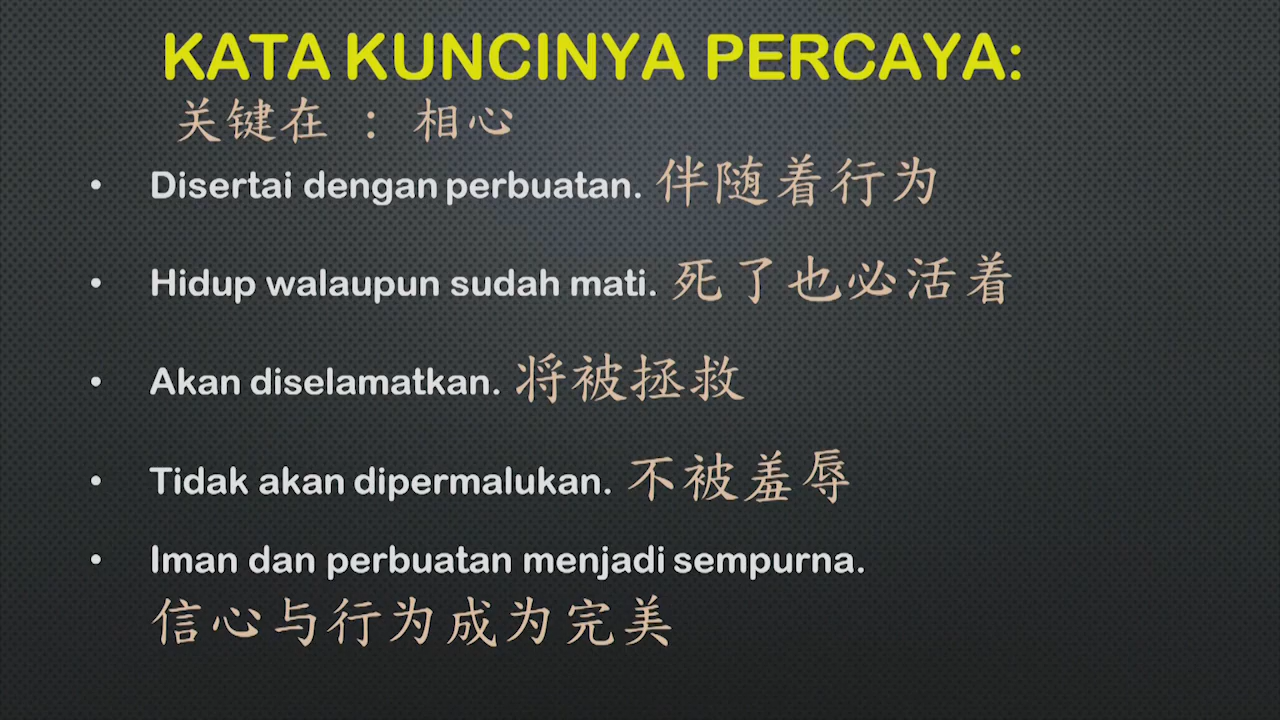 KATA KUNCINYA PERCAYA:
关键在 : 相心
• Disertai dengan perbuatan. 伴随着行为
• Hidup walaupun sudah mati. 死了也必活着
• Akan diselamatkan. 将被拯救
• Tidak akan dipermalukan. 不被羞辱
• Iman dan perbuatan menjadi sempurna.
信心与行为成为完美